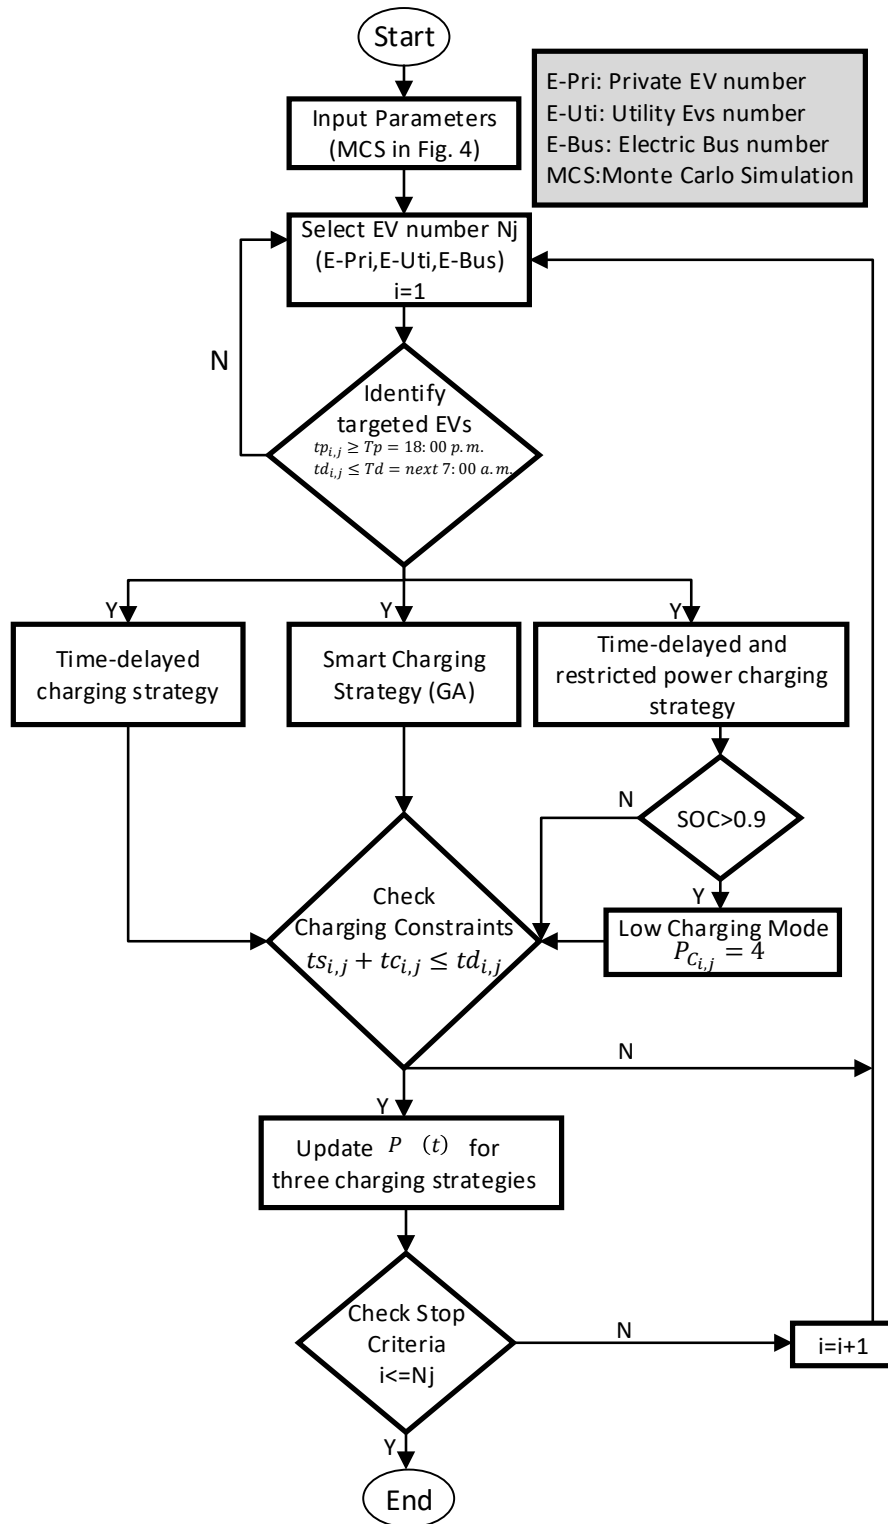 Start
E-Pri: Private EV number
E-Uti: Utility Evs number
E-Bus: Electric Bus number
MCS:Monte Carlo Simulation
Input Parameters
(MCS in Fig. 4)
Select EV number Nj
(E-Pri,E-Uti,E-Bus)
i=1
N
Identify
targeted EVs
tp_{i,j} ≥ Tp = 18:00 p.m.
td_{i,j} ≤ Td = next 7:00 a.m.
Y
Y
Y
Time-delayed
charging strategy
Smart Charging
Strategy (GA)
Time-delayed and
restricted power charging
strategy
N
SOC>0.9
Y
Check
Charging Constraints
ts_{i,j} + tc_{i,j} ≤ td_{i,j}
Low Charging Mode
P_{C_{i,j}} = 4
N
Y
Update P (t) for
three charging strategies
Check Stop
Criteria
i<=Nj
N
i=i+1
Y
End